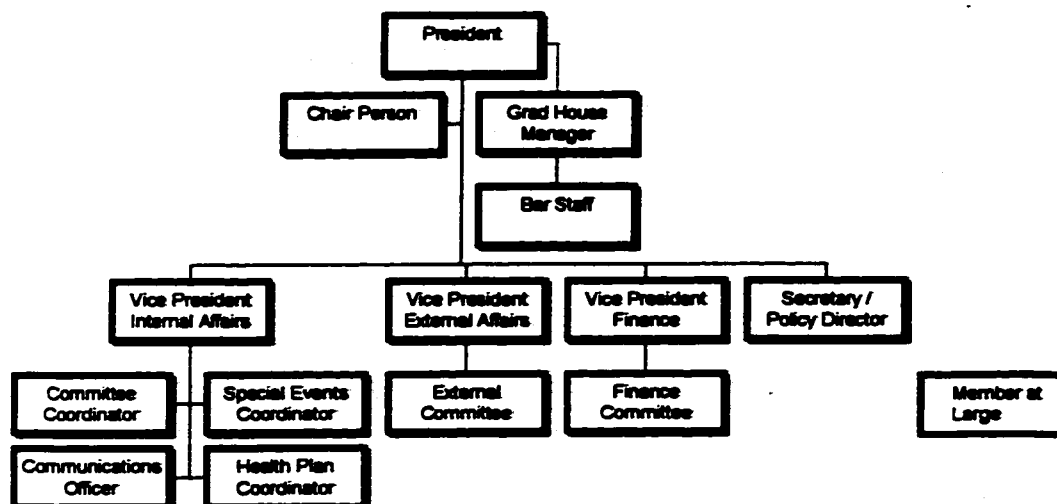 President
Chair Person
Grad House
Manager
Bar Staff
Vice President
Internal Affairs
Vice President
External Affairs
Vice President
Finance
Secretary /
Policy Director
Committee
Coordinator
Special Events
Coordinator
External
Committee
Finance
Committee
Member at
Large
Communications
Officer
Health Plan
Coordinator